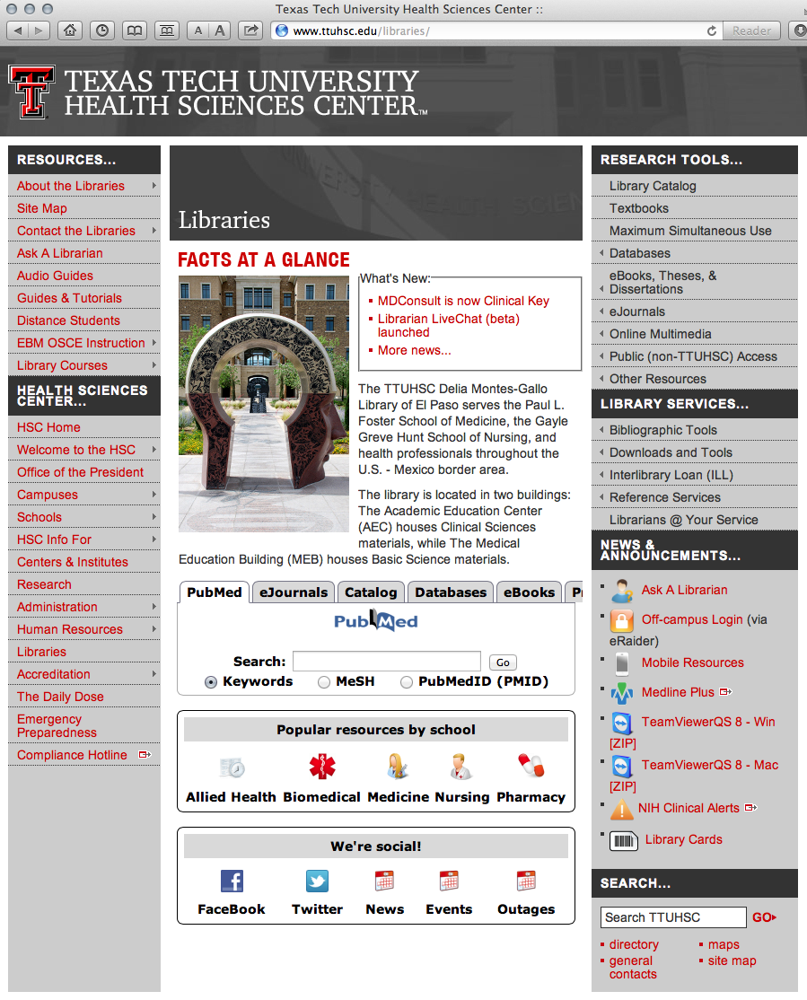 Texas Tech University Health Sciences Center ::
A A
www.ttuhsc.edu/libraries/
Reader
TEXAS TECH UNIVERSITY
HEALTH SCIENCES CENTER™
RESOURCES...
About the Libraries
Site Map
Contact the Libraries
Ask A Librarian
Audio Guides
Guides & Tutorials
Distance Students
EBM OSCE Instruction
Library Courses
HEALTH SCIENCES
CENTER...
HSC Home
Welcome to the HSC
Office of the President
Campuses
Schools
HSC Info For
Centers & Institutes
Research
Administration
Human Resources
Libraries
Accreditation
The Daily Dose
Emergency
Preparedness
Compliance Hotline
Libraries
FACTS AT A GLANCE
What's New:
MDConsult is now Clinical Key
Librarian LiveChat (beta)
launched
More news...
The TTUHSC Delia Montes-Gallo
Library of El Paso serves the Paul L.
Foster School of Medicine, the Gayle
Greve Hunt School of Nursing, and
health professionals throughout the
U.S. - Mexico border area.
The library is located in two buildings:
The Academic Education Center
(AEC) houses Clinical Sciences
materials, while The Medical
Education Building (MEB) houses Basic Science materials.
PubMed eJournals Catalog Databases eBooks
PubMed
Search: Go
Keywords MeSH PubMedID (PMID)
Popular resources by school
Allied Health Biomedical Medicine Nursing Pharmacy
We're social!
FaceBook Twitter News Events Outages
RESEARCH TOOLS...
Library Catalog
Textbooks
Maximum Simultaneous Use
Databases
eBooks, Theses, &
Dissertations
eJournals
Online Multimedia
Public (non-TTUHSC) Access
Other Resources
LIBRARY SERVICES...
Bibliographic Tools
Downloads and Tools
Interlibrary Loan (ILL)
Reference Services
Librarians @ Your Service
NEWS &
ANNOUNCEMENTS...
Ask A Librarian
Off-campus Login (via
eRaider)
Mobile Resources
Medline Plus
TeamViewerQS 8 - Win
[ZIP]
TeamViewerQS 8 - Mac
[ZIP]
NIH Clinical Alerts
Library Cards
SEARCH...
Search TTUHSC GO
directory maps
general site map
contacts